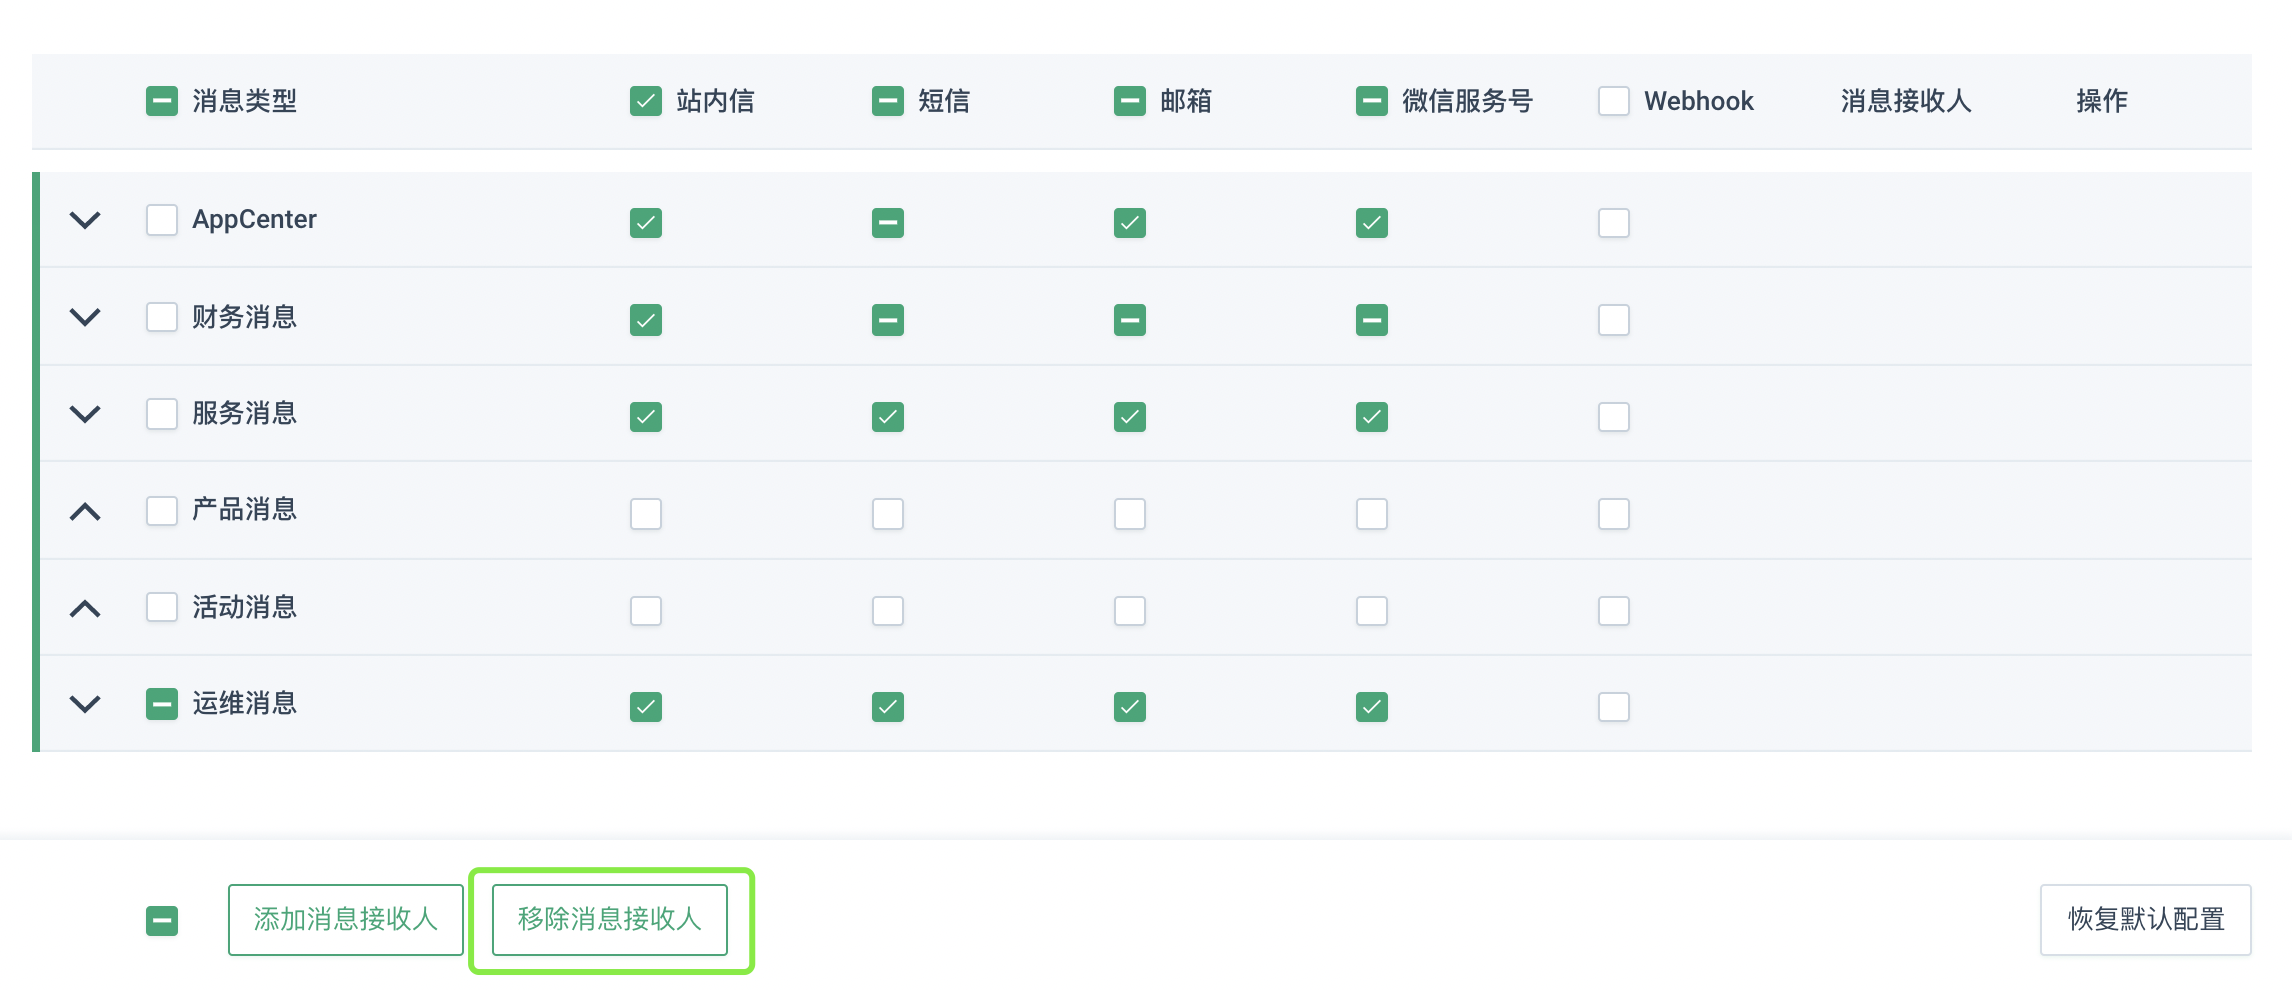 消息类型 站内信 短信 邮箱 微信服务号 Webhook 消息接收人 操作
AppCenter
财务消息
服务消息
产品消息
活动消息
运维消息
添加消息接收人 移除消息接收人 恢复默认配置